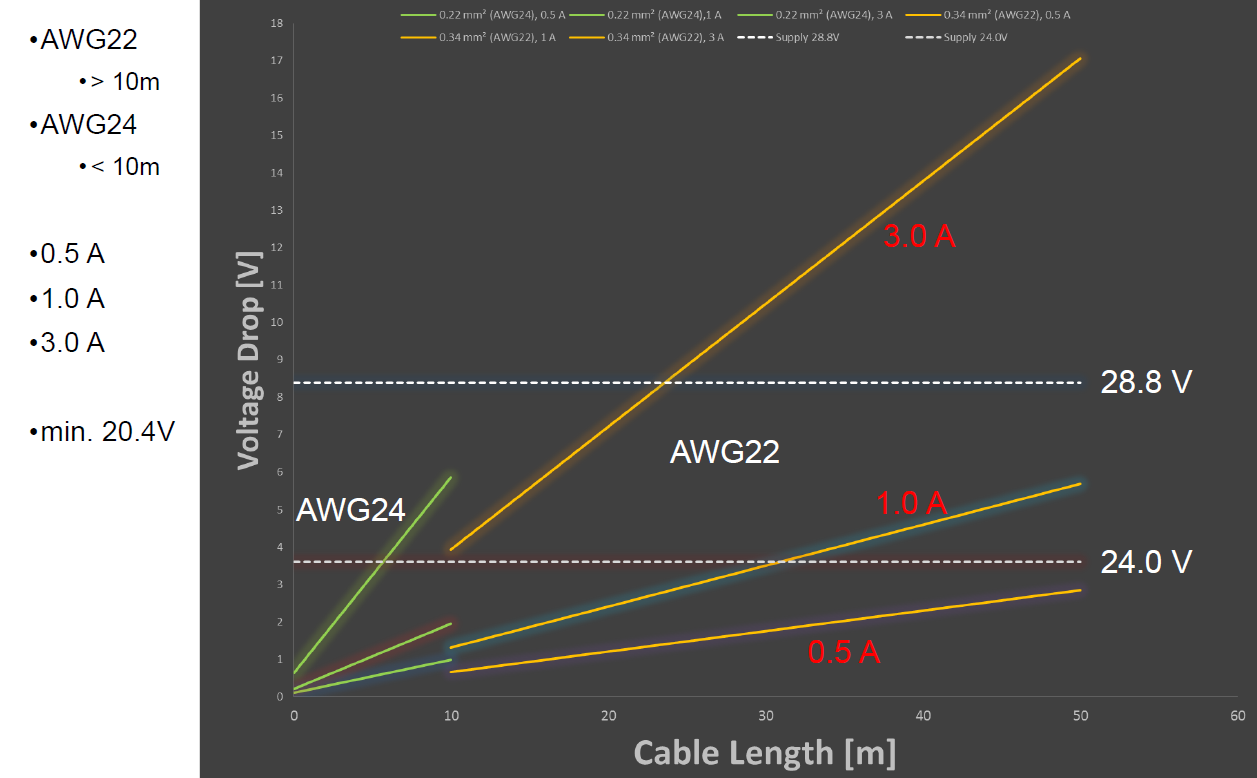 •AWG22
•> 10m
•AWG24
•< 10m
•0.5 A
•1.0 A
•3.0 A
•min. 20.4V
0.22 mm² (AWG24), 0.5 A
0.22 mm² (AWG24),1 A
0.22 mm² (AWG24), 3 A
0.34 mm² (AWG22), 0.5 A
0.34 mm² (AWG22), 1 A
0.34 mm² (AWG22), 3 A
Supply 28.8V
Supply 24.0V
Voltage Drop [V]
18
17
16
15
14
13
12
11
10
9
8
7
6
5
4
3
2
1
0
3.0 A
28.8 V
AWG22
AWG24
1.0 A
24.0 V
0.5 A
0 10 20 30 40 50 60
Cable Length [m]